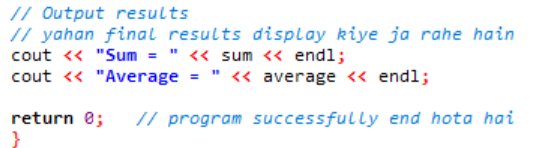 // Output results
// yahan final results display kiye ja rahe hain
cout << "Sum = " << sum << endl;
cout << "Average = " << average << endl;
return 0;   // program successfully end hota hai
}